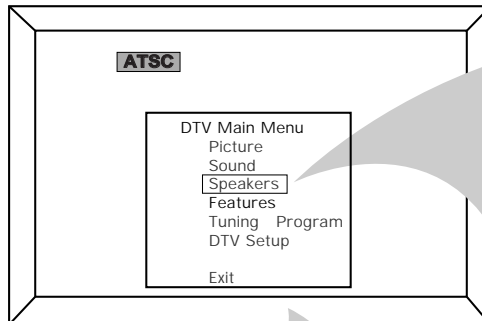 ATSC
DTV Main Menu
Picture
Sound
Speakers
Features
Tuning Program
DTV Setup
Exit